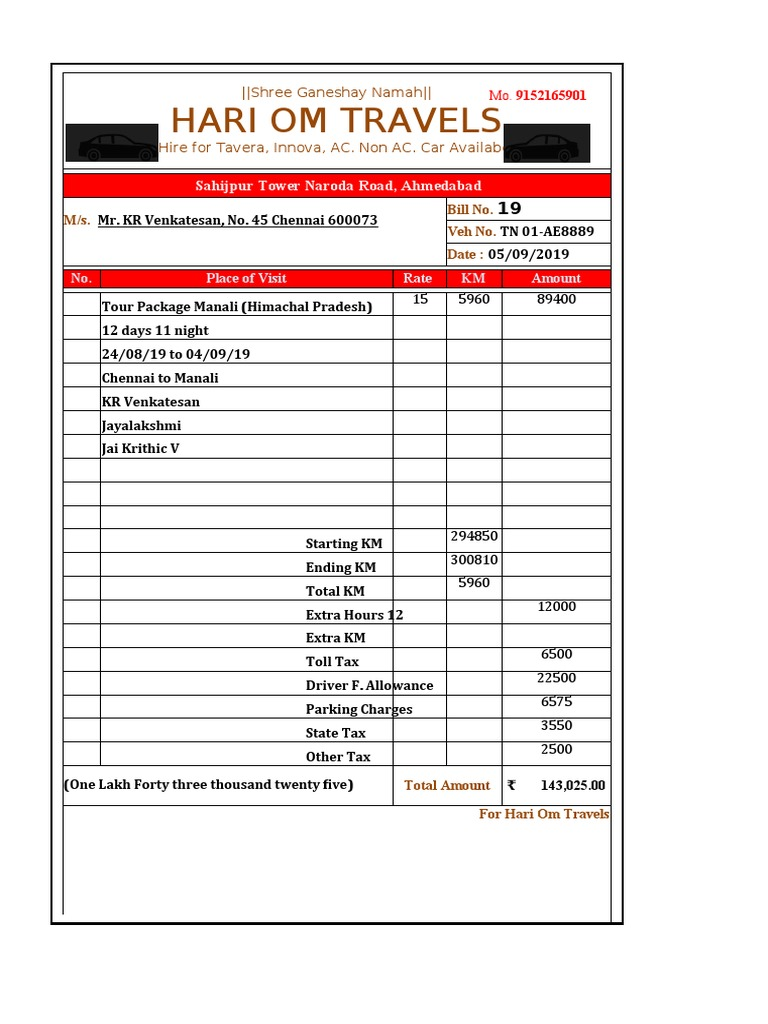 ||Shree Ganeshay Namah||
Mo. 9152165901
HARI OM TRAVELS
Hire for Tavera, Innova, AC. Non AC. Car Availab
Sahijpur Tower Naroda Road, Ahmedabad
M/s. Mr. KR Venkatesan, No. 45 Chennai 600073
Bill No. 19
Veh No. TN 01-AE8889
Date : 05/09/2019
No. Place of Visit Rate KM Amount
Tour Package Manali (Himachal Pradesh) 15 5960 89400
12 days 11 night
24/08/19 to 04/09/19
Chennai to Manali
KR Venkatesan
Jayalakshmi
Jai Krithic V
Starting KM 294850
Ending KM 300810
Total KM 5960
Extra Hours 12 12000
Extra KM
Toll Tax 6500
Driver F. Allowance 22500
Parking Charges 6575
State Tax 3550
Other Tax 2500
(One Lakh Forty three thousand twenty five) Total Amount ₹ 143,025.00
For Hari Om Travels